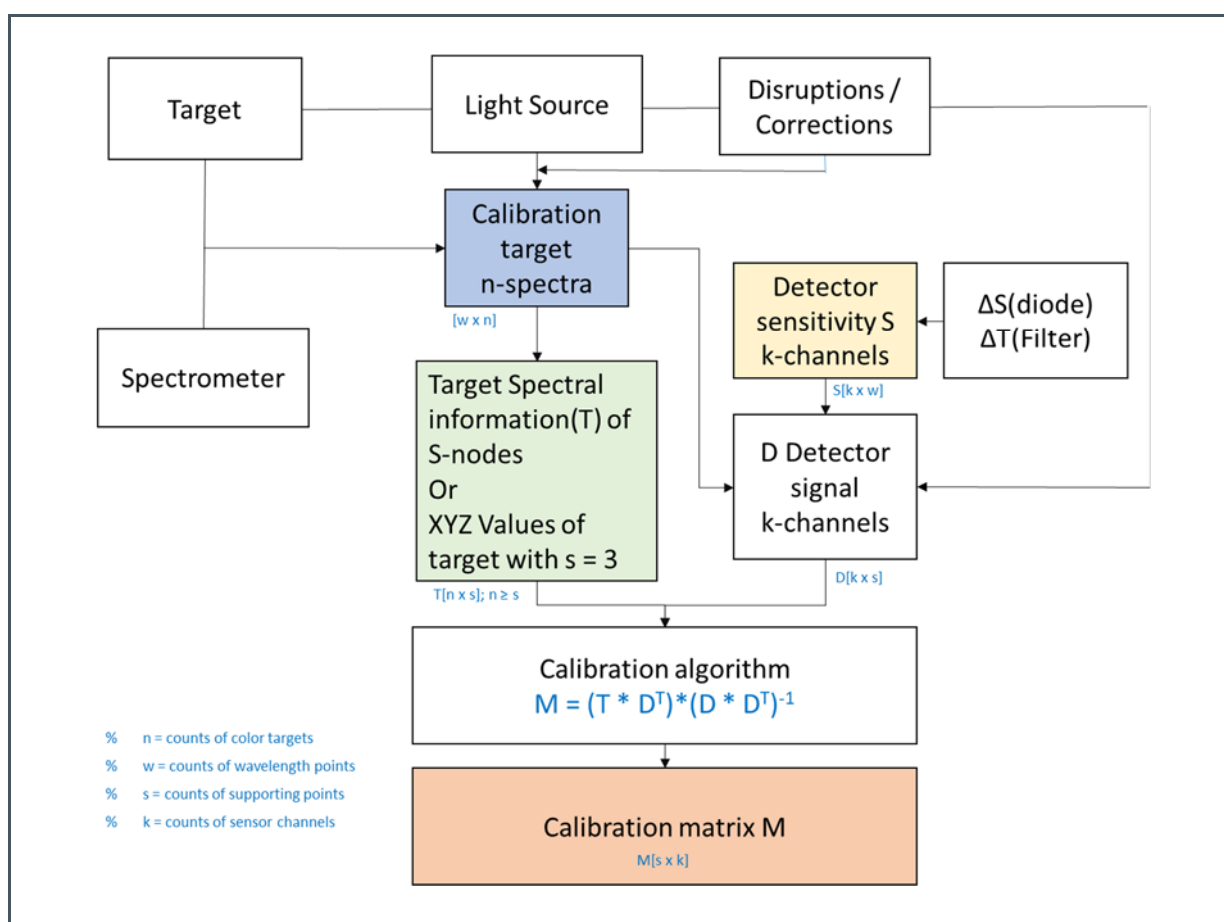 Target
Light Source
Disruptions /
Corrections
Calibration
target
n-spectra
[w x n]
Detector
sensitivity S
k-channels
S[k x w]
ΔS(diode)
ΔT(Filter)
Spectrometer
Target Spectral
information(T) of
S-nodes
Or
XYZ Values of
target with s = 3
T[n x s]; n ≥ s
D Detector
signal
k-channels
D[k x s]
Calibration algorithm
M = (T * Dᵀ)*(D * Dᵀ)⁻¹
% n = counts of color targets
% w = counts of wavelength points
% s = counts of supporting points
% k = counts of sensor channels
Calibration matrix M
M[s x k]